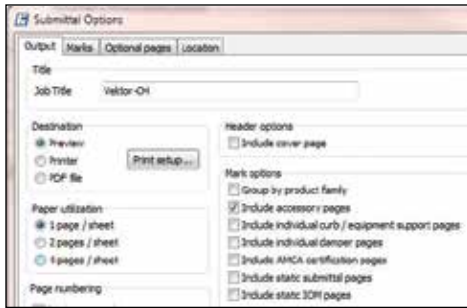 Submittal Options
Output Marks Optional pages Location
Title
Job Title Vektor-CH
Destination
Preview
Printer
PDF file
Print setup...
Paper utilization
1 page / sheet
2 pages / sheet
4 pages / sheet
Page numbering
Header options
Include cover page
Mark options
Group by product family
Include accessory pages
Include individual curb / equipment support pages
Include individual damper pages
Include AMCA certification pages
Include static submittal pages
Include static IOM pages